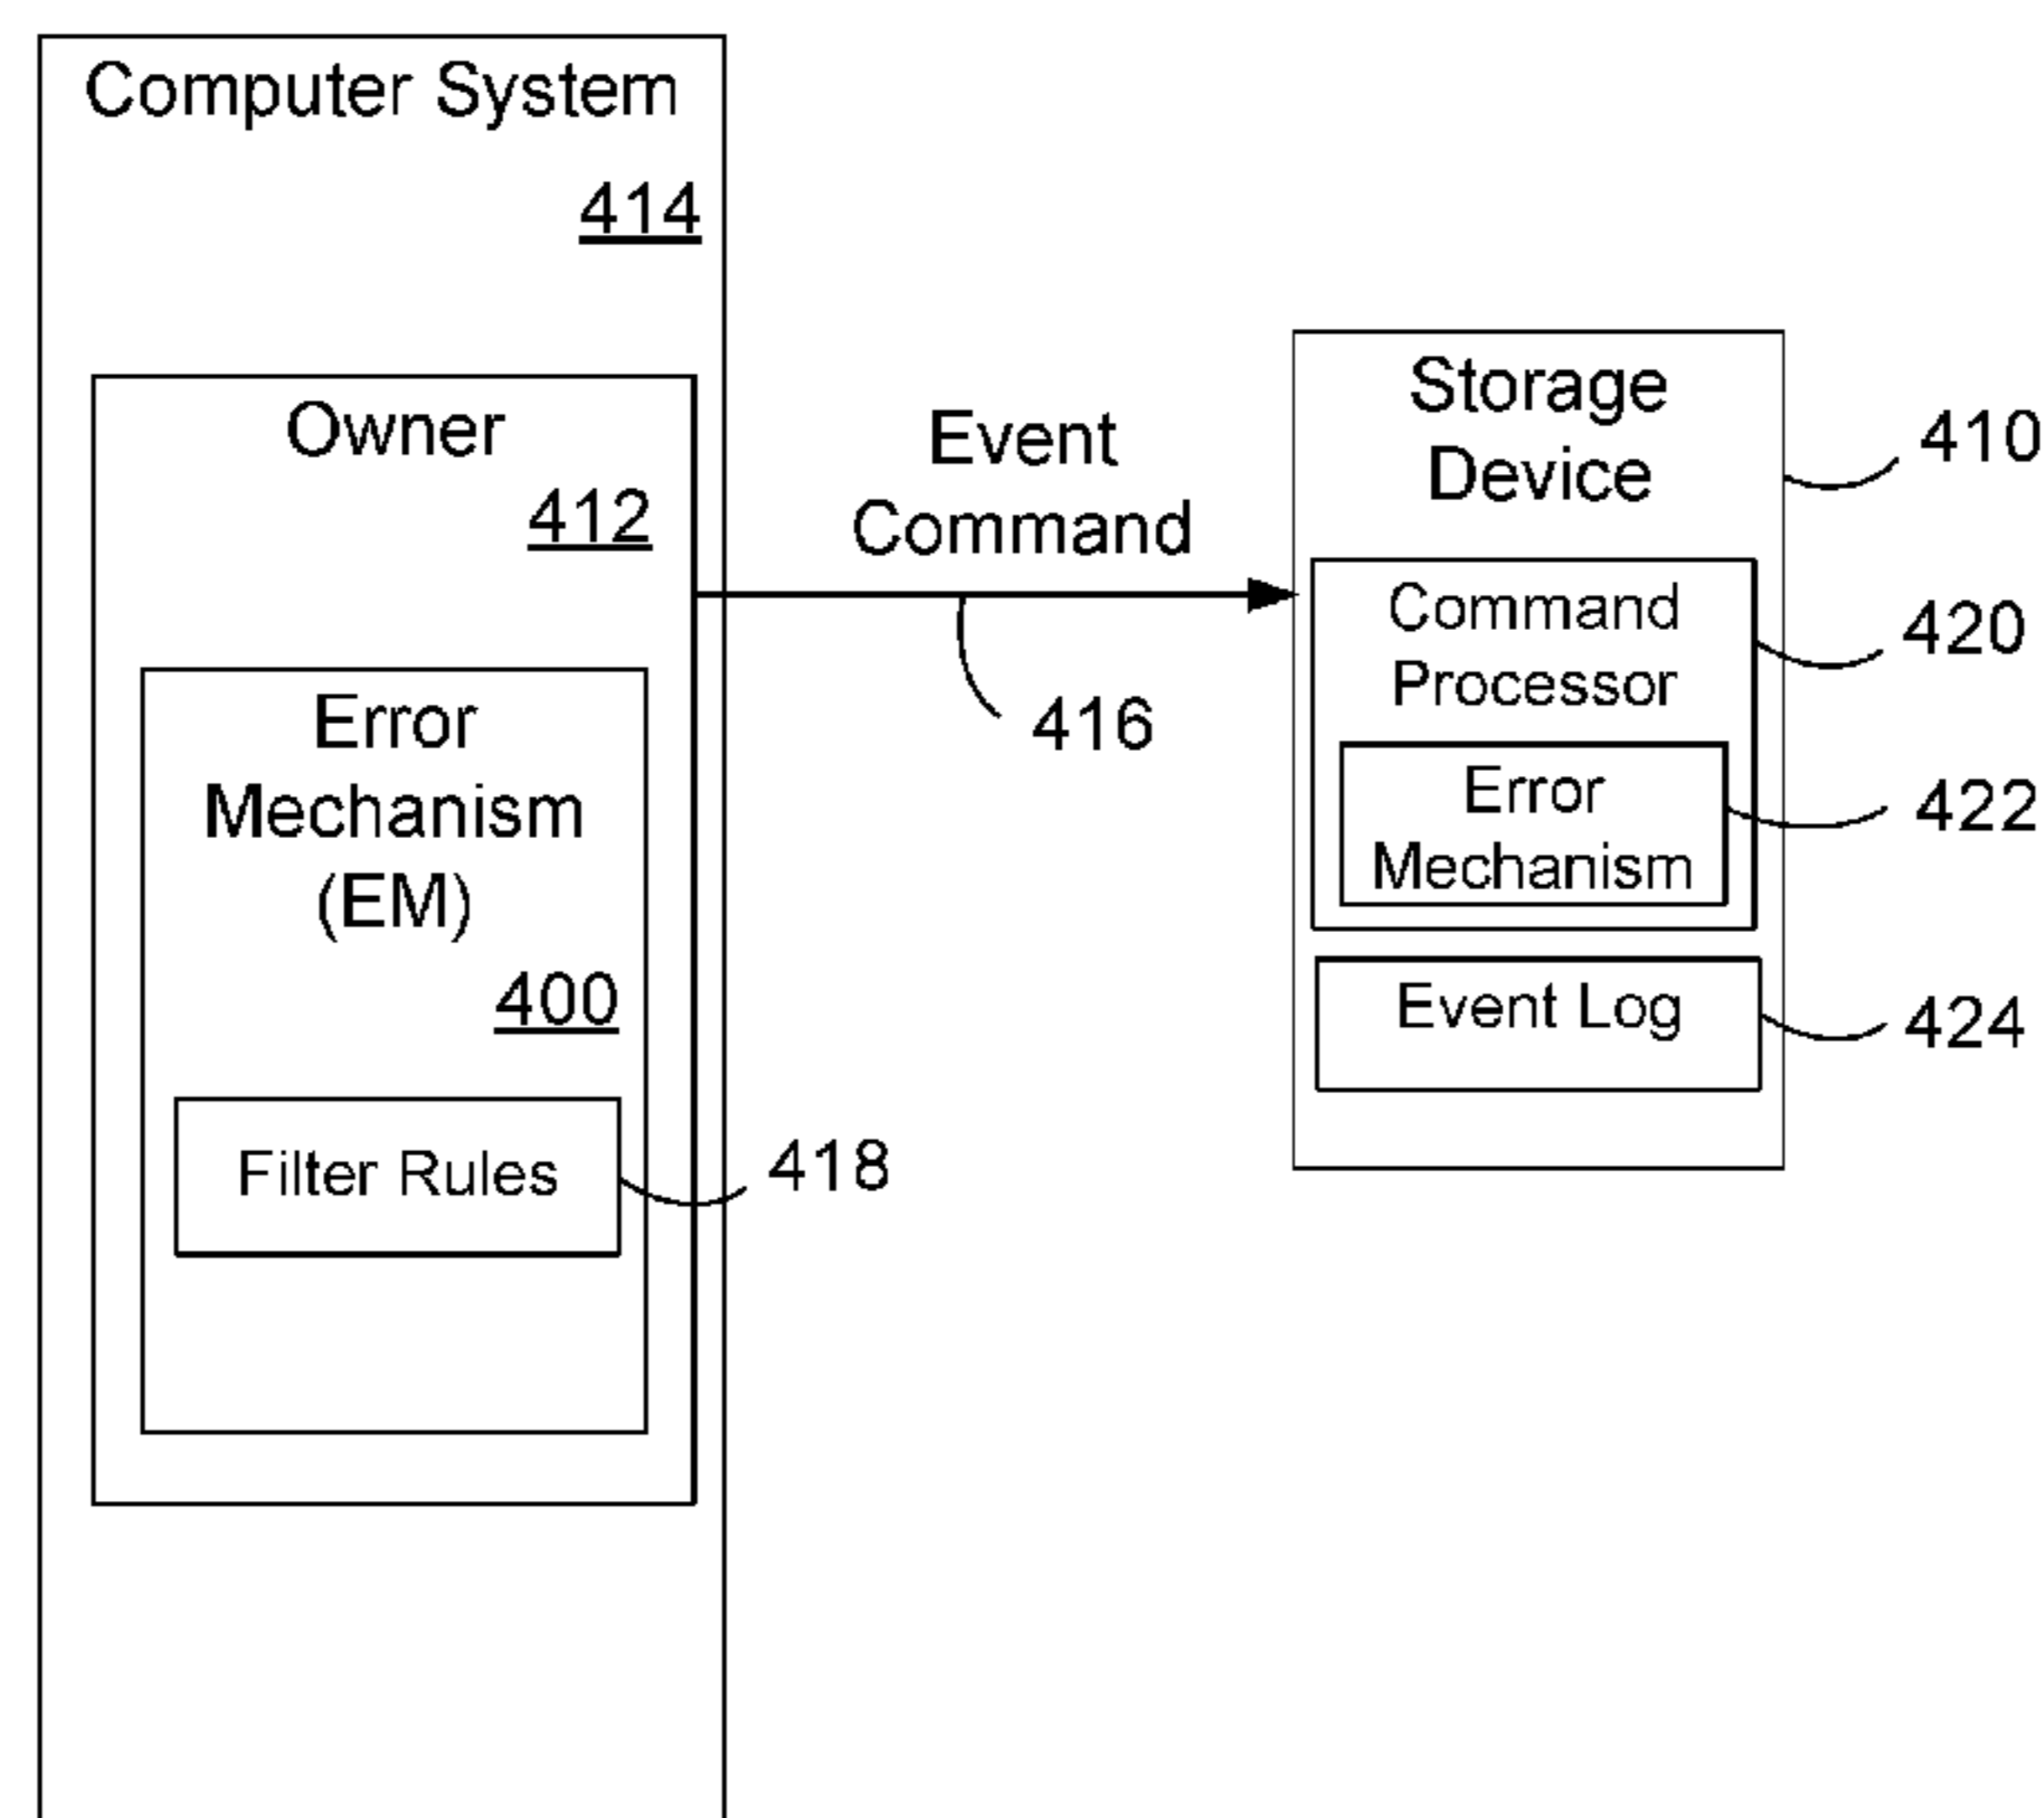 Computer System
414
Owner
412
Error
Mechanism
(EM)
400
Filter Rules
418
Event
Command
416
Storage
Device
410
Command
Processor
420
Error
Mechanism
422
Event Log
424